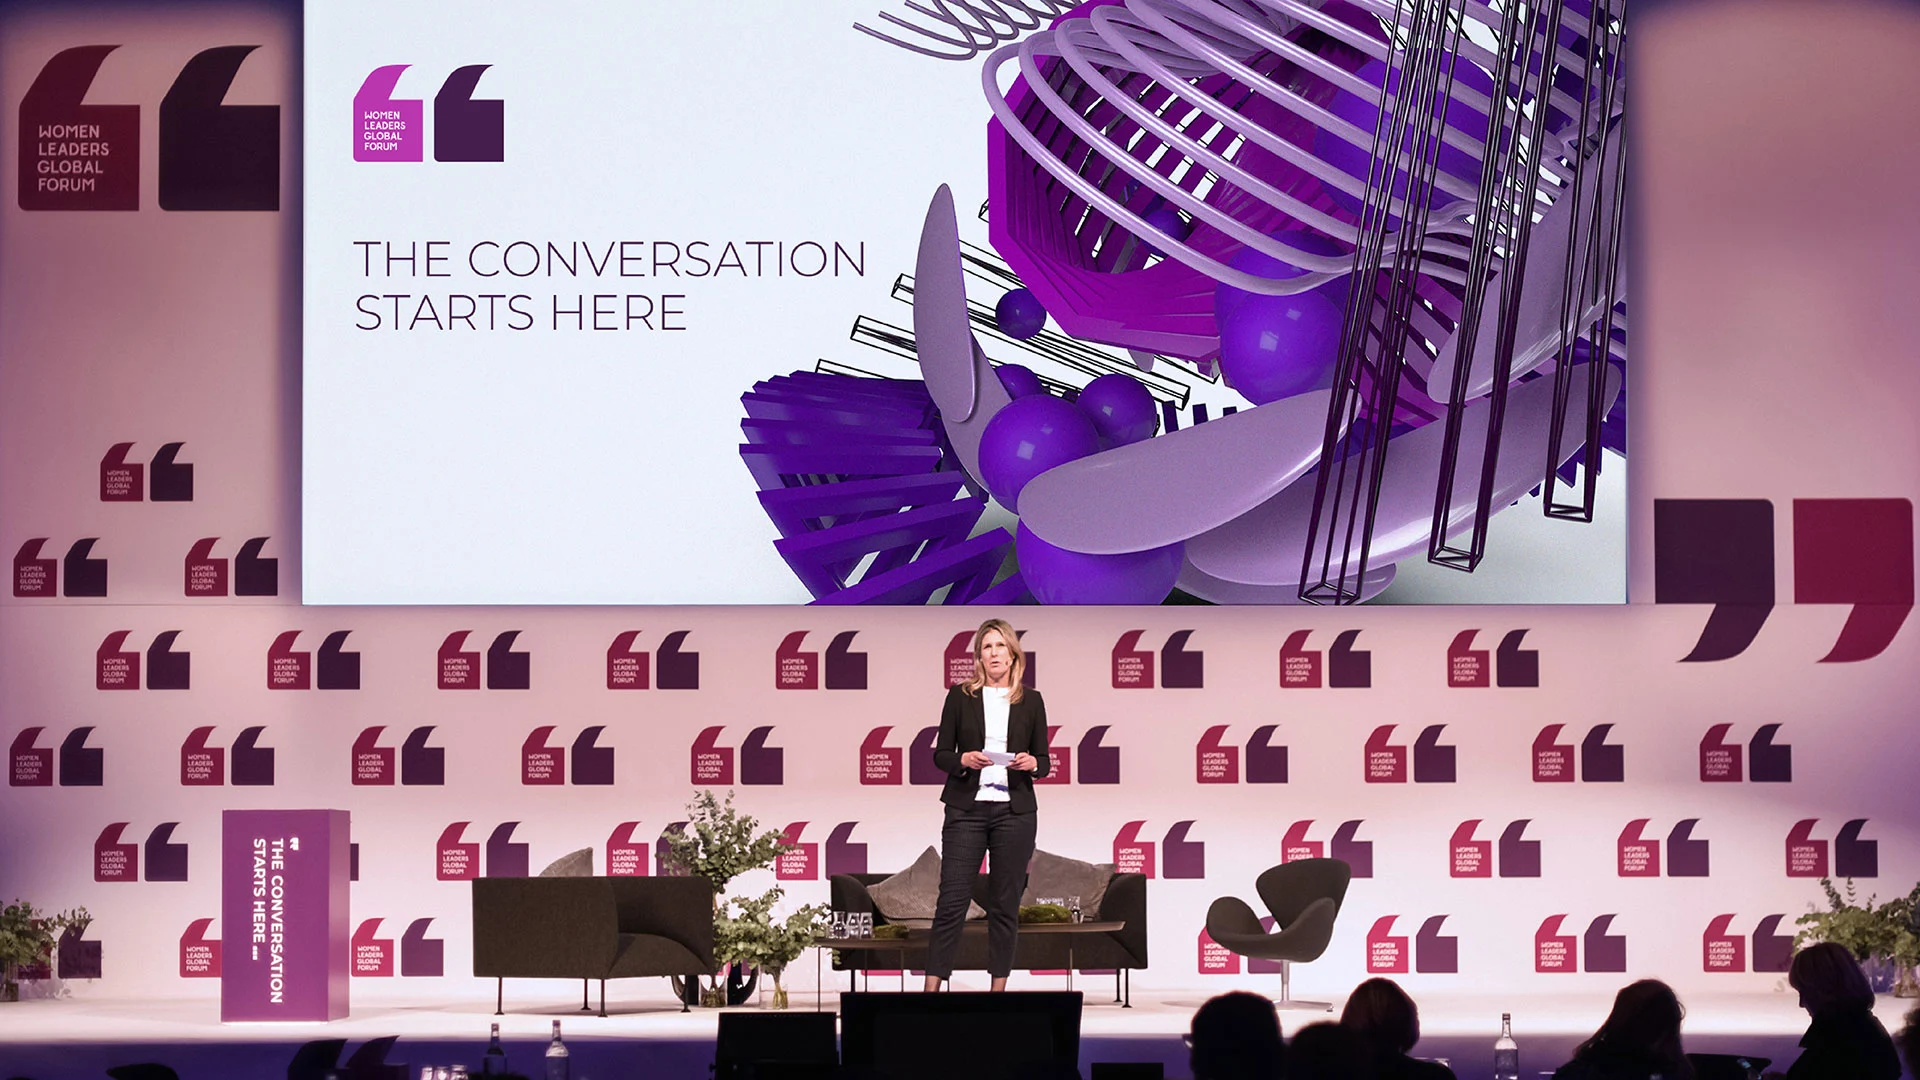 WOMEN
LEADERS
GLOBAL
FORUM
WOMEN
LEADERS
GLOBAL
FORUM
THE CONVERSATION
STARTS HERE
THE CONVERSATION
STARTS HERE...